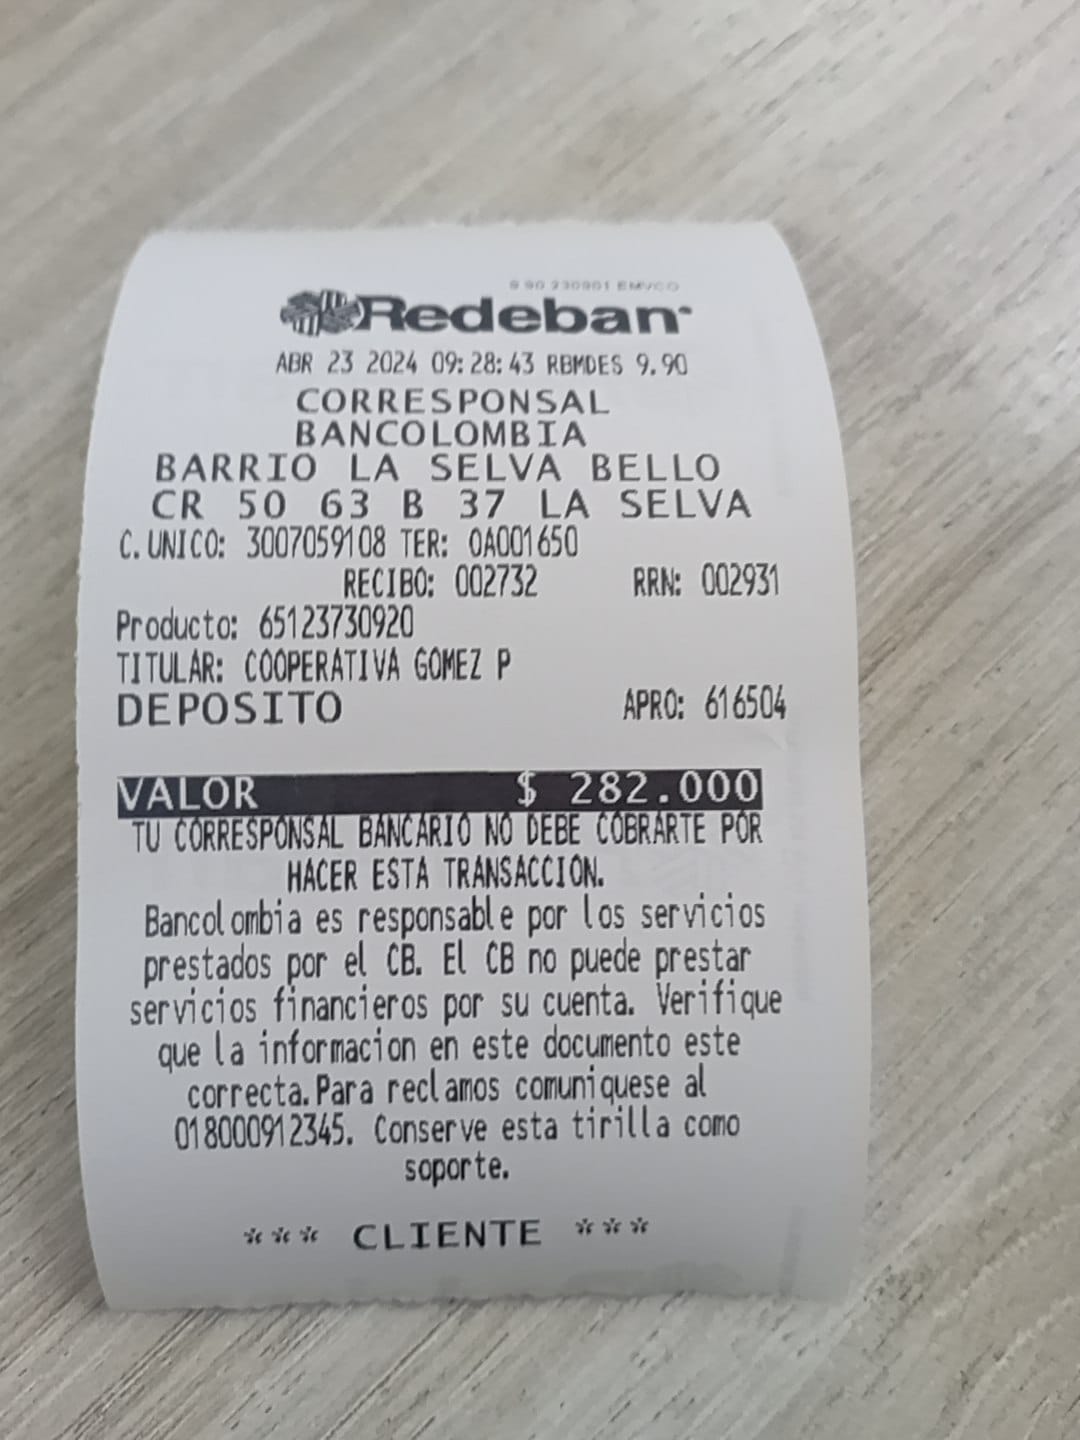 9.90 230901 EMVCO
Redeban
ABR 23 2024 09:28:43 RBMDES 9.90
CORRESPONSAL
BANCOLOMBIA
BARRIO LA SELVA BELLO
CR 50 63 B 37 LA SELVA
C.UNICO: 3007059108 TER: 0A001650
RECIBO: 002732 RRN: 002931
Producto: 65123730920
TITULAR: COOPERATIVA GOMEZ P
DEPOSITO APRO: 616504
VALOR $ 282.000
TU CORRESPONSAL BANCARIO NO DEBE COBRARTE POR
HACER ESTA TRANSACCION.
Bancolombia es responsable por los servicios
prestados por el CB. El CB no puede prestar
servicios financieros por su cuenta. Verifique
que la informacion en este documento este
correcta.Para reclamos comuniquese al
018000912345. Conserve esta tirilla como
soporte.
*** CLIENTE ***